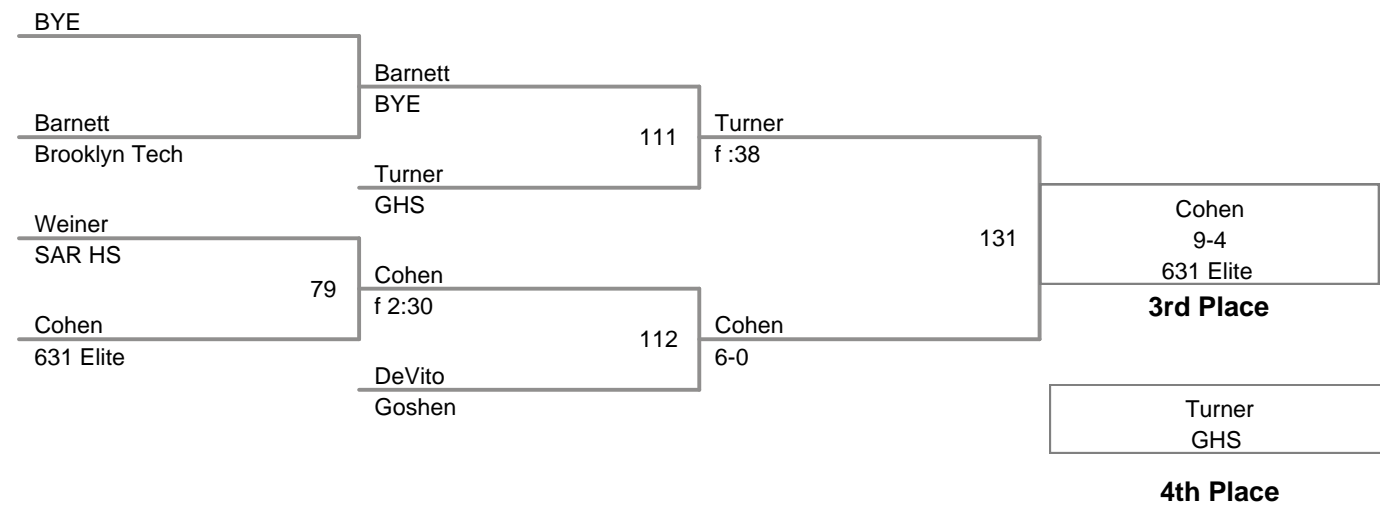 BYE
Barnett
BYE
Barnett
Brooklyn Tech
111
Turner
f :38
Turner
GHS
Weiner
SAR HS
79
Cohen
f 2:30
Cohen
631 Elite
112
Cohen
6-0
DeVito
Goshen
131
Cohen
9-4
631 Elite
3rd Place
Turner
GHS
4th Place